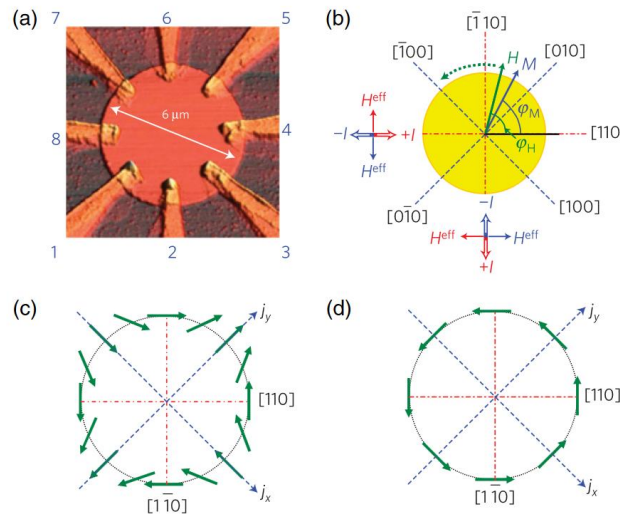 (a)
7 6 5
6 μm
8 4
1 2 3
(b)
[1̄10]
[1̄00] H M [010]
H^eff
φ_M
−I +I
φ_H
[110
H^eff
[01̄0] [100]
−I
H^eff H^eff
+I
(c)
j_y
[110]
[11̄0]
j_x
(d)
j_y
[110]
[11̄0]
j_x